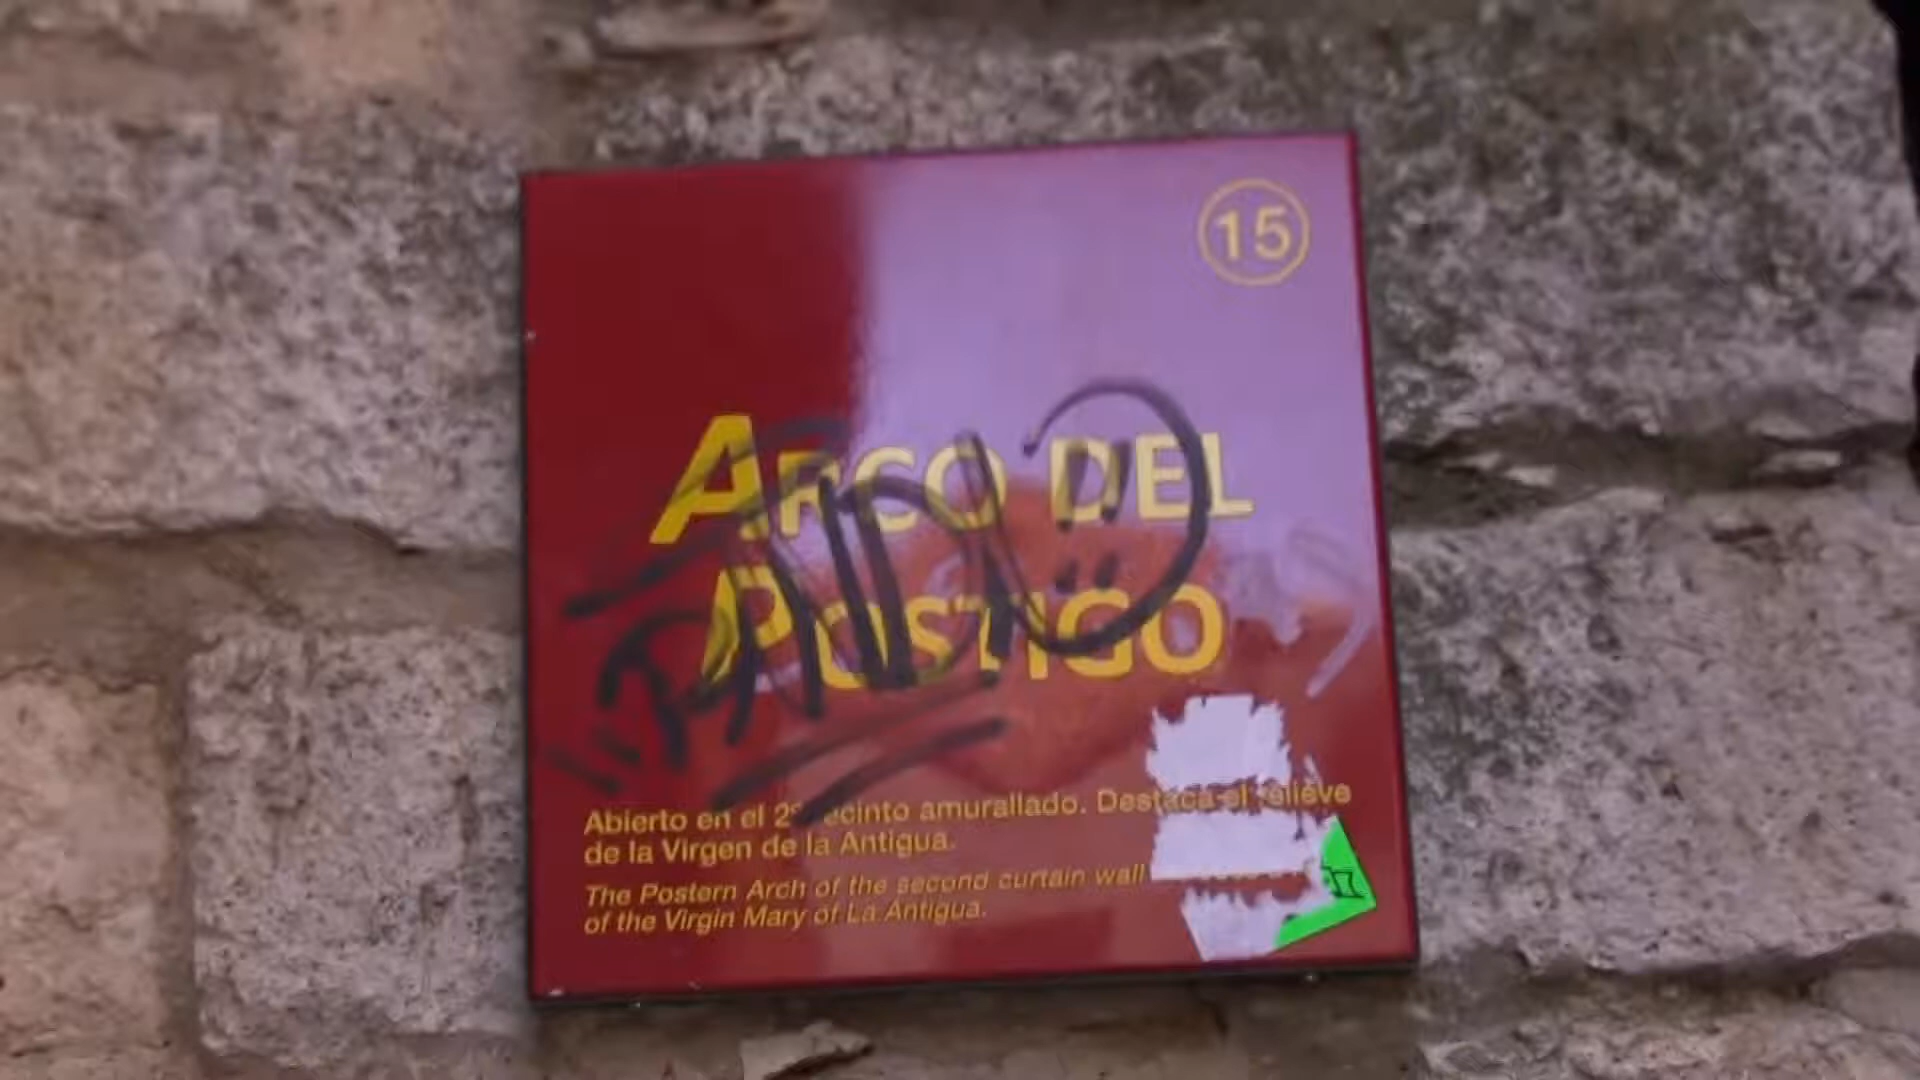 15
ARCO DEL
POSTIGO
Abierto en el 2º recinto amurallado. Destaca el relieve
de la Virgen de la Antigua.
The Postern Arch of the second curtain wall
of the Virgin Mary of La Antigua.